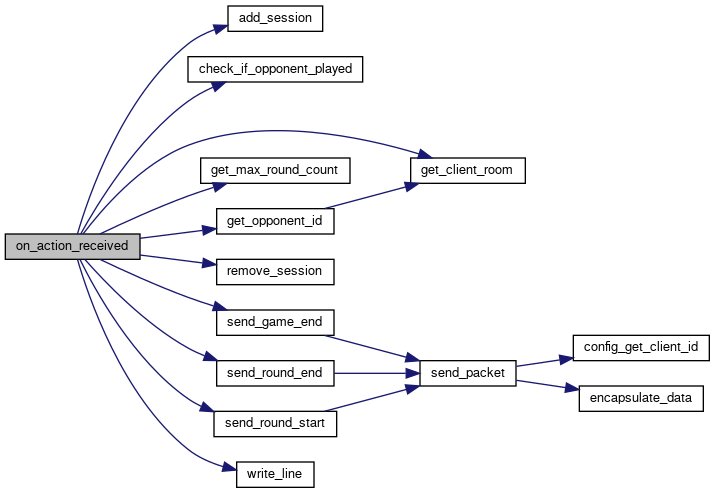 add_session
check_if_opponent_played
get_max_round_count
get_client_room
get_opponent_id
on_action_received
remove_session
send_game_end
config_get_client_id
send_round_end
send_packet
encapsulate_data
send_round_start
write_line